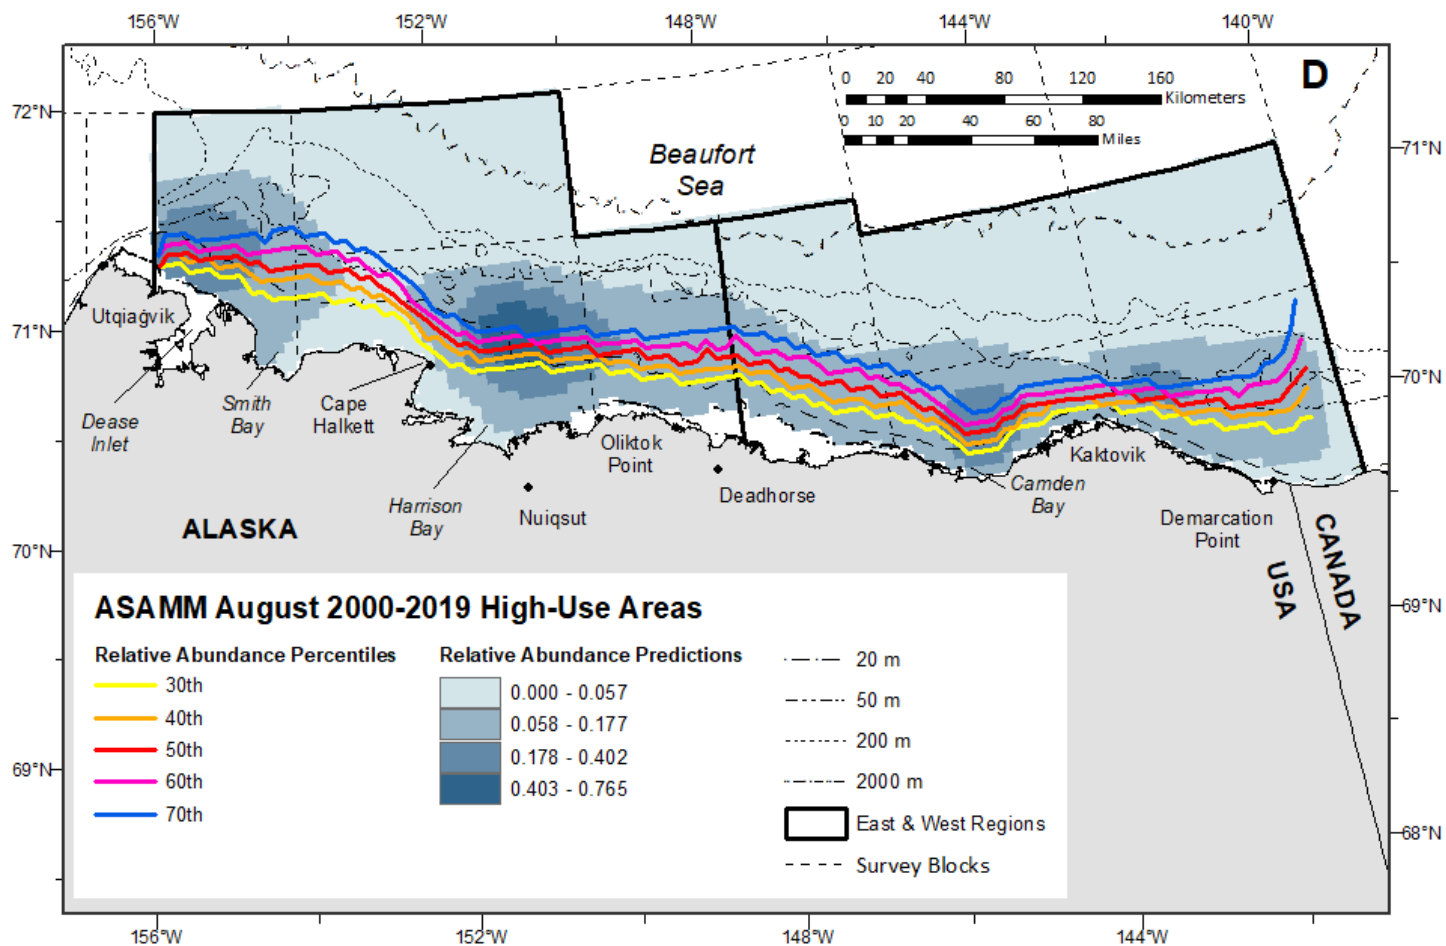 156°W
152°W
148°W
144°W
140°W
D
0 20 40 80 120 160
Kilometers
0 10 20 40 60 80
Miles
72°N
71°N
70°N
69°N
71°N
70°N
69°N
68°N
Beaufort
Sea
Utqiaġvik
Dease
Inlet
Smith
Bay
Cape
Halkett
Harrison
Bay
Nuiqsut
Oliktok
Point
Deadhorse
Camden
Bay
Kaktovik
Demarcation
Point
ALASKA
USA
CANADA
ASAMM August 2000-2019 High-Use Areas
Relative Abundance Percentiles
30th
40th
50th
60th
70th
Relative Abundance Predictions
0.000 - 0.057
0.058 - 0.177
0.178 - 0.402
0.403 - 0.765
20 m
50 m
200 m
2000 m
East & West Regions
Survey Blocks
156°W
152°W
148°W
144°W